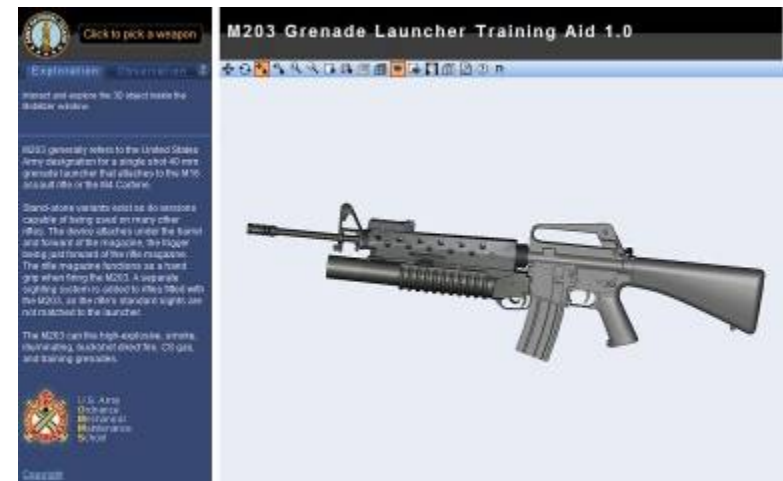 Click to pick a weapon
M203 Grenade Launcher Training Aid 1.0
Exploration Observation
interact and explore the 3D object inside the
window.
M203 generally refers to the United States
Army designation for a single shot 40 mm
grenade launcher that attaches to the M16
assault rifle or the M4 Carbine.
Stand-alone variants exist as do versions
capable of being used on many other
rifles. The device attaches under the barrel
and forward of the magazine, the trigger
being just forward of the rifle magazine.
The rifle magazine functions as a hand
grip when firing the M203. A separate
sighting system is added to rifles fitted with
the M203, as the rifle's standard sights are
not matched to the launcher.
The M203 can fire high-explosive, smoke,
illuminating, buckshot direct fire, CS gas,
and training grenades.
U.S. Army
Ordnance
Mechanical
Maintenance
School
Copyright